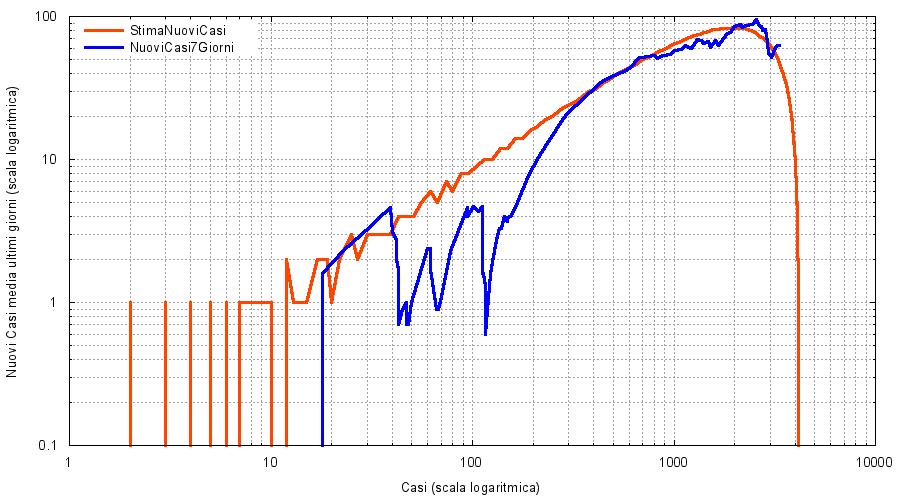 100
StimaNuoviCasi
NuoviCasi7Giorni
10
1
0.1
Nuovi Casi media ultimi giorni (scala logaritmica)
1
10
100
1000
10000
Casi (scala logaritmica)